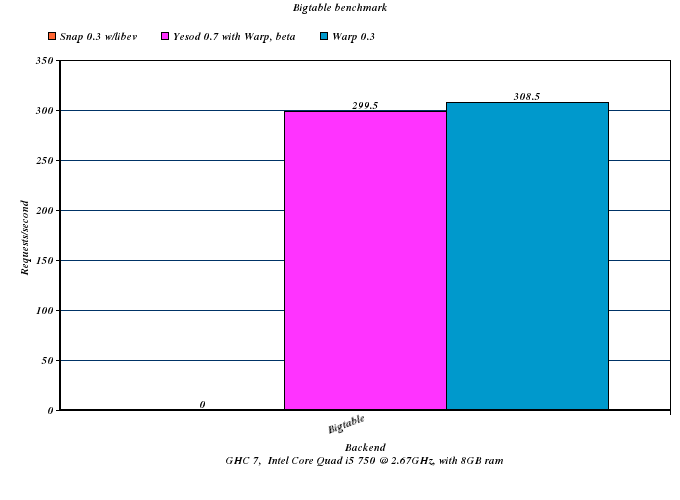 Bigtable benchmark
Snap 0.3 w/libev Yesod 0.7 with Warp, beta Warp 0.3
350
300
250
200
150
100
50
0
Requests/second
0
299.5
308.5
Bigtable
Backend
GHC 7, Intel Core Quad i5 750 @ 2.67GHz, with 8GB ram